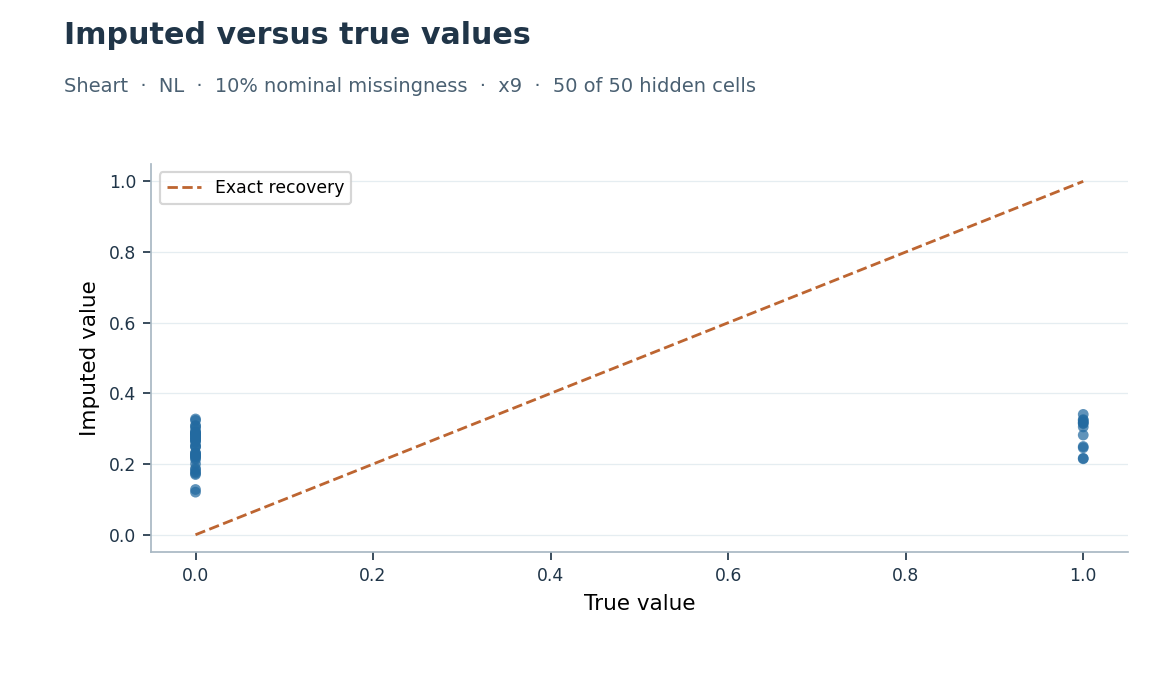 Imputed versus true values
Sheart · NL · 10% nominal missingness · x9 · 50 of 50 hidden cells
Exact recovery
1.0
0.8
0.6
0.4
0.2
0.0
Imputed value
0.0 0.2 0.4 0.6 0.8 1.0
True value